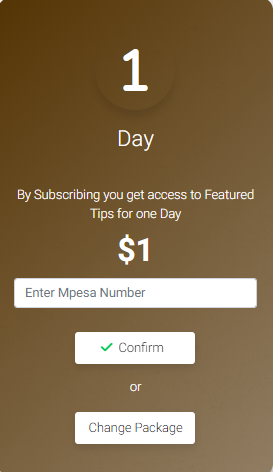 1
Day
By Subscribing you get access to Featured
Tips for one Day
$1
Enter Mpesa Number
Confirm
or
Change Package